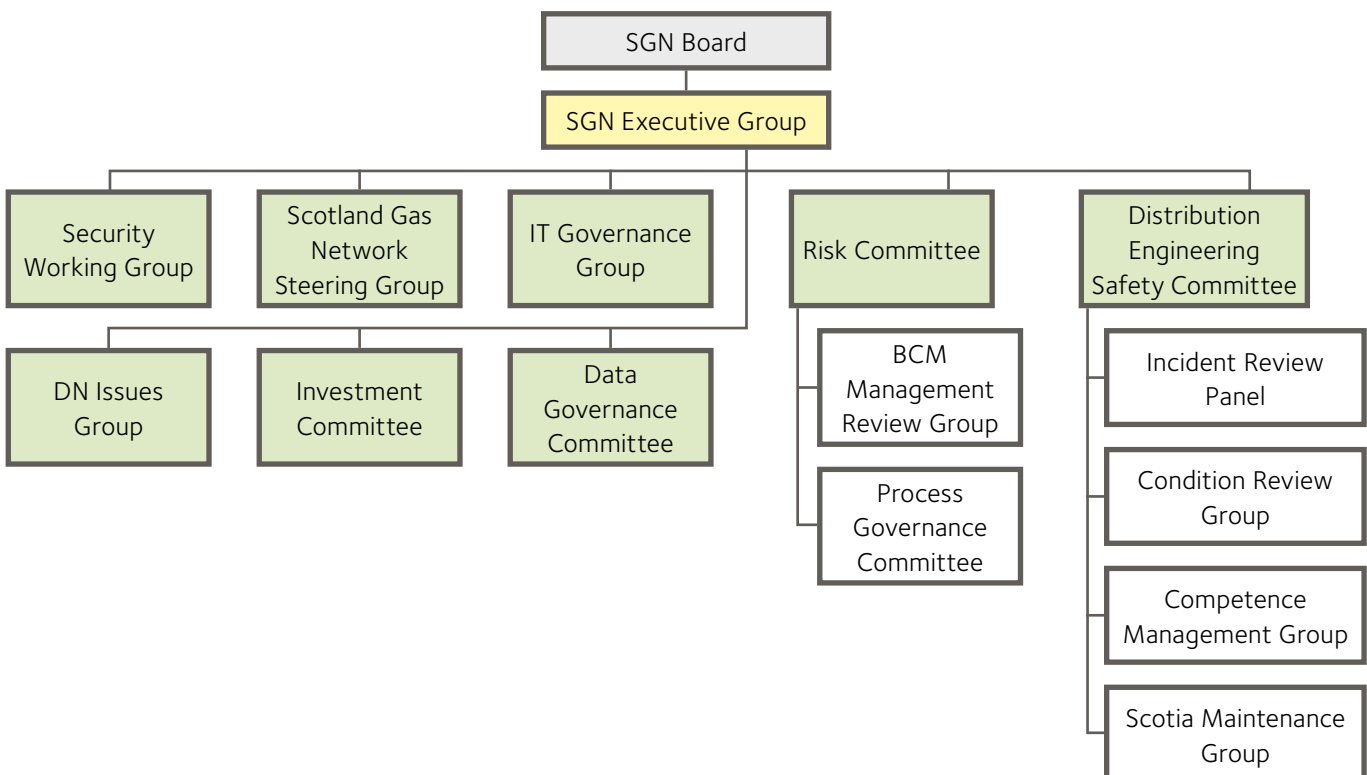 SGN Board
SGN Executive Group
Security
Working Group
Scotland Gas
Network
Steering Group
IT Governance
Group
Risk Committee
Distribution
Engineering
Safety Committee
DN Issues
Group
Investment
Committee
Data
Governance
Committee
BCM
Management
Review Group
Process
Governance
Committee
Incident Review
Panel
Condition Review
Group
Competence
Management Group
Scotia Maintenance
Group